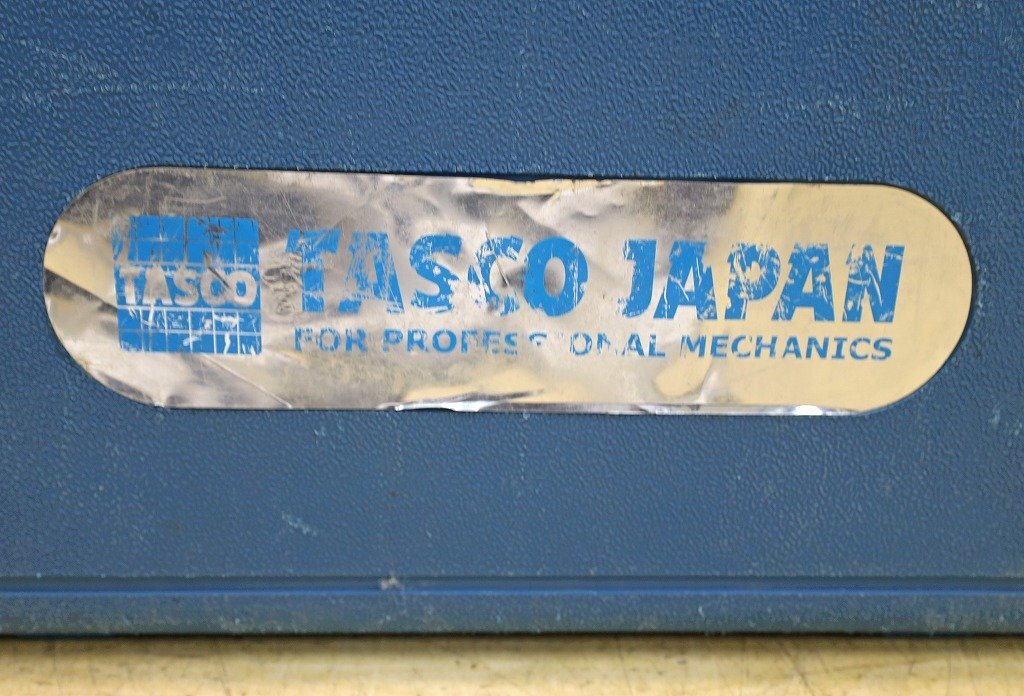 TASCO
TASCO JAPAN
FOR PROFESSIONAL MECHANICS